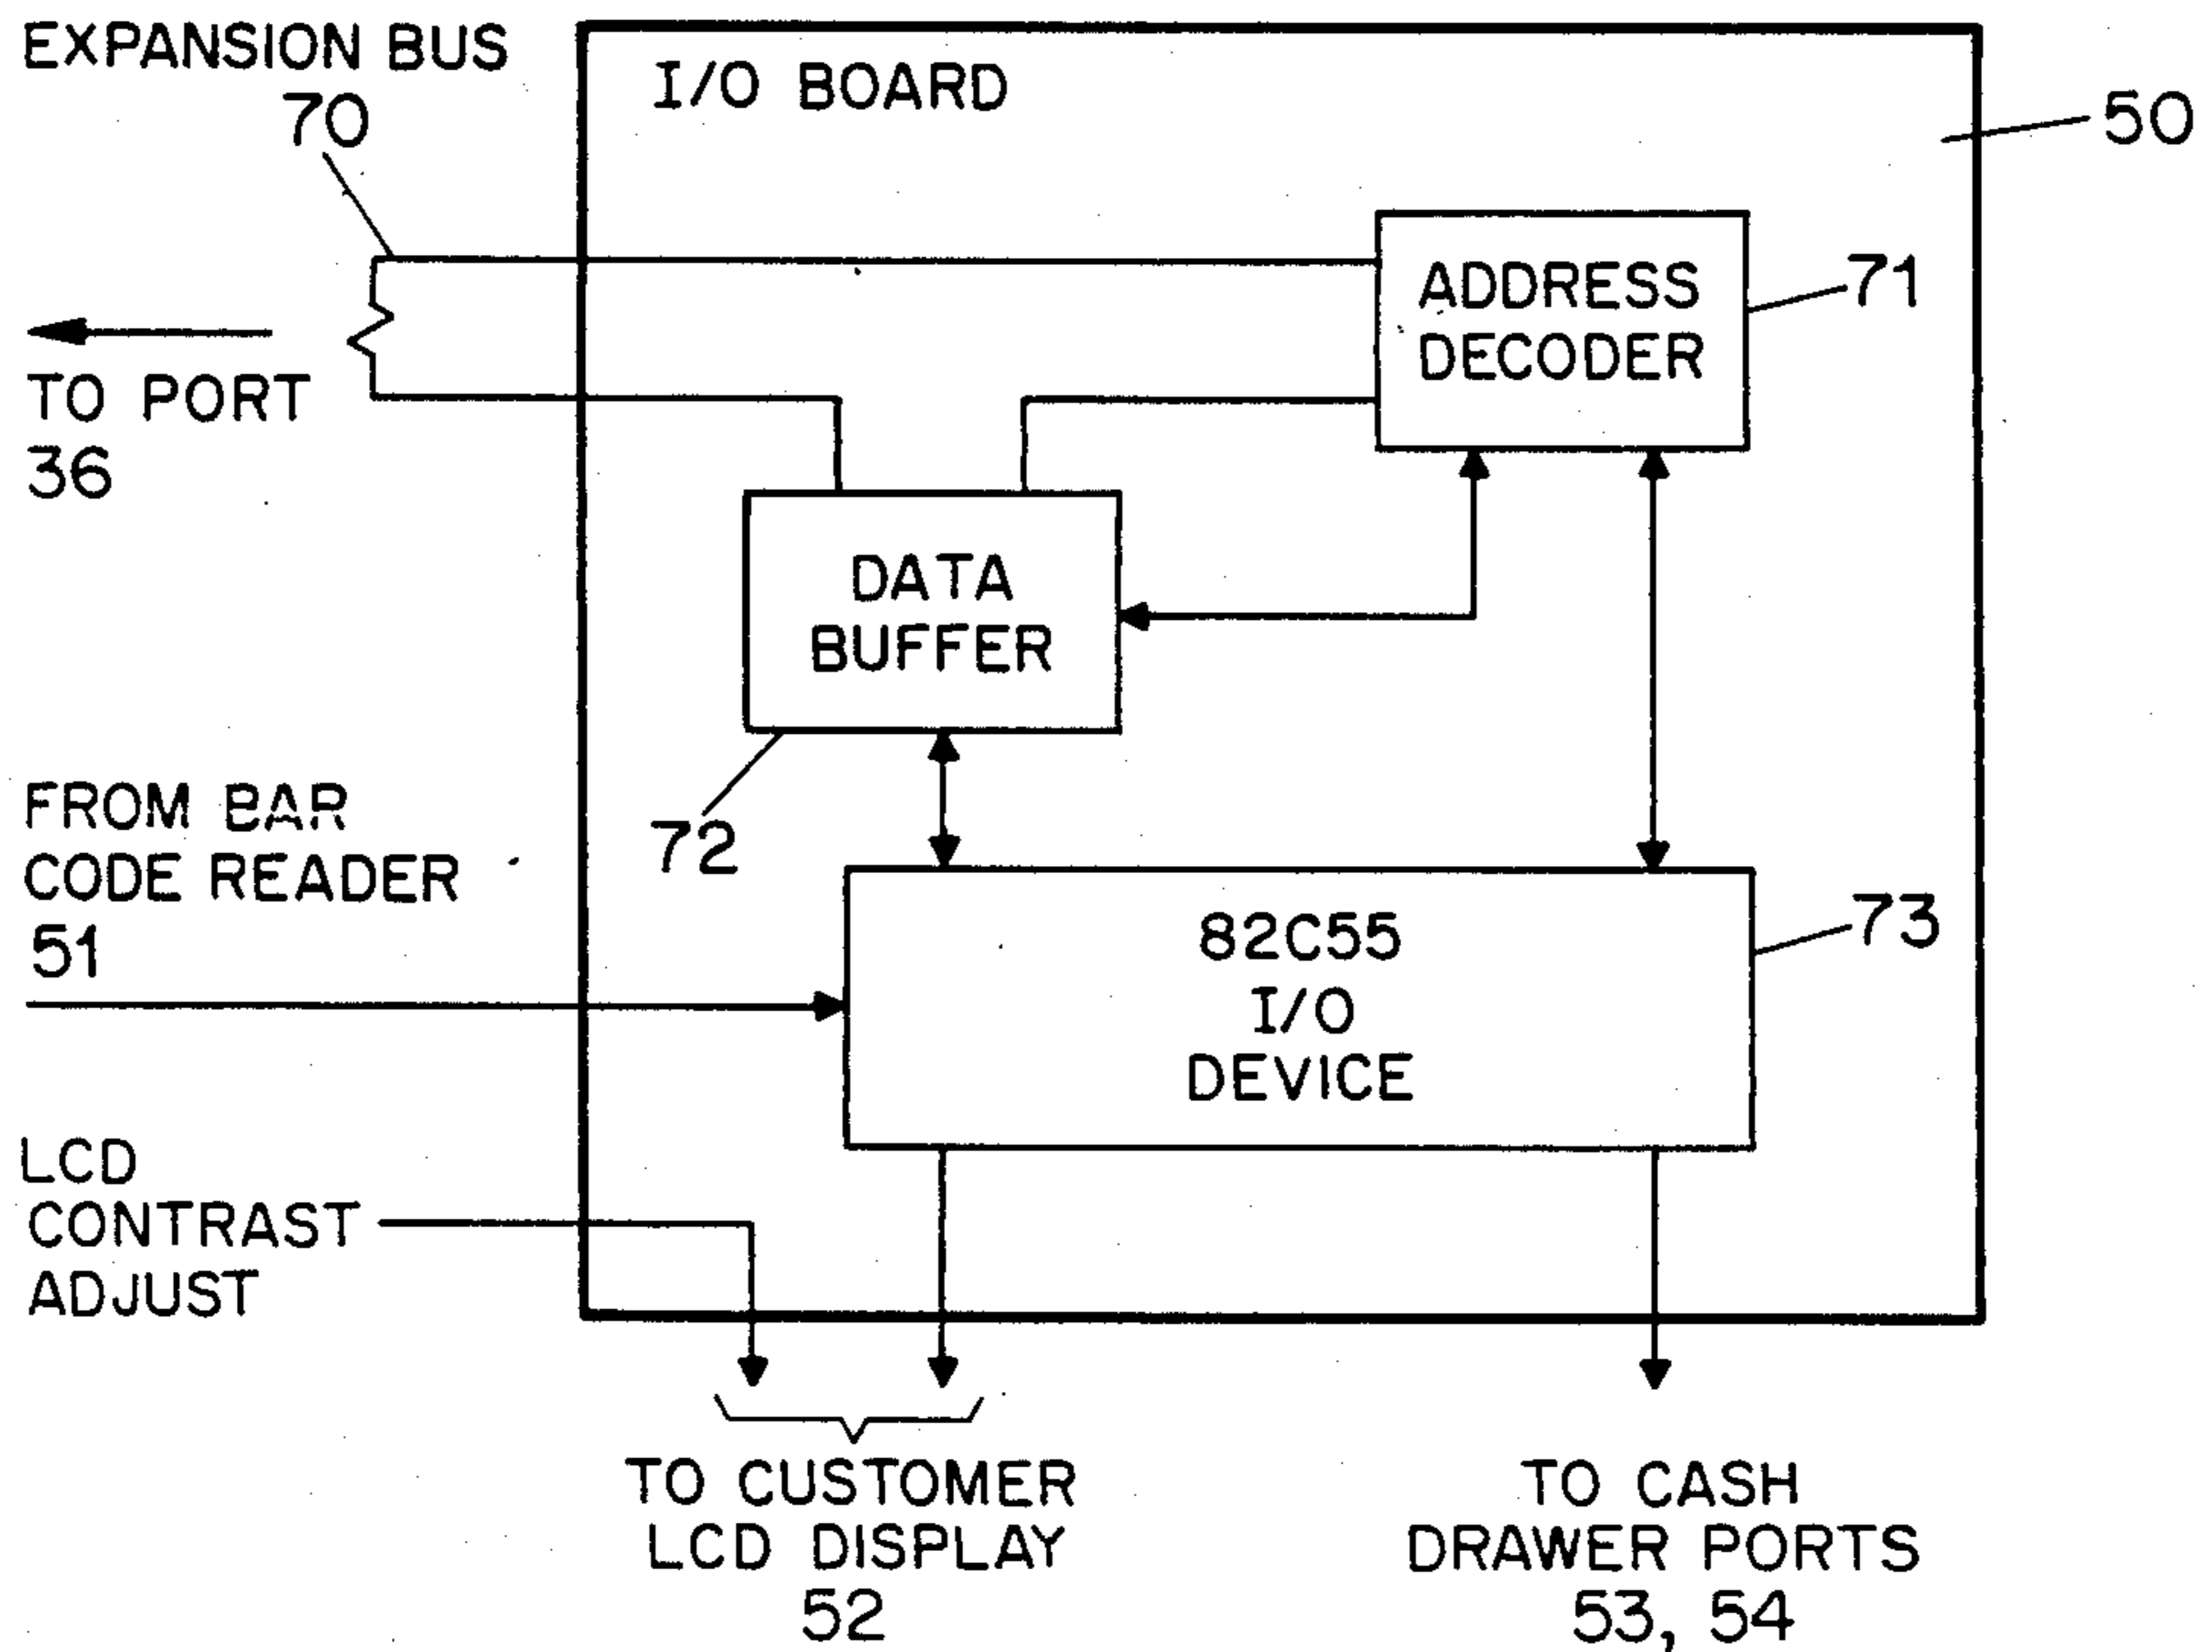 EXPANSION BUS
70
I/O BOARD
50
ADDRESS
DECODER
71
TO PORT
36
DATA
BUFFER
72
FROM BAR
CODE READER
51
82C55
I/O
DEVICE
73
LCD
CONTRAST
ADJUST
TO CUSTOMER
LCD DISPLAY
52
TO CASH
DRAWER PORTS
53, 54